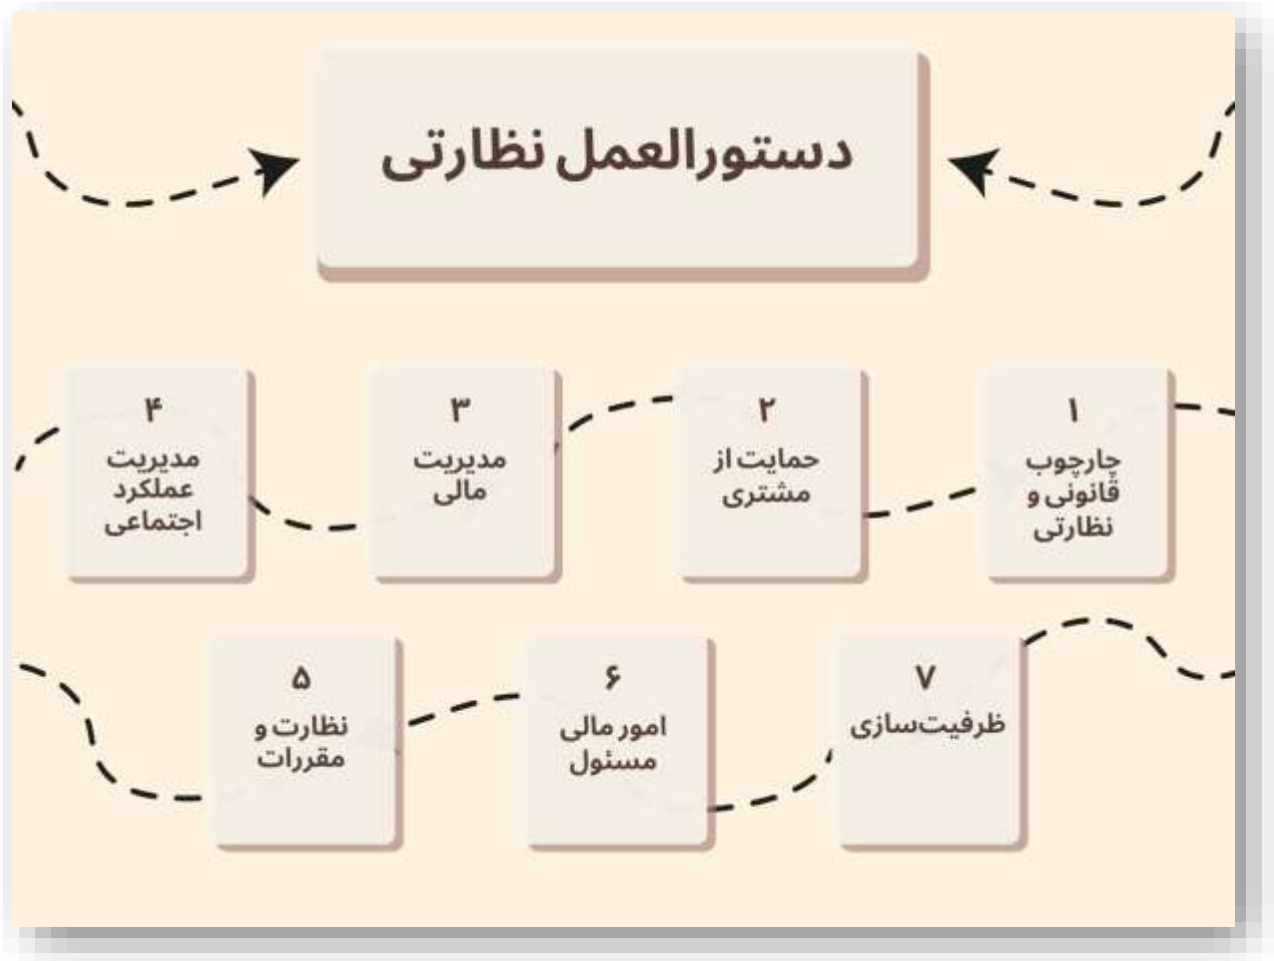 دستورالعمل نظارتی
۱
چارچوب
قانونی و
نظارتی
۲
حمایت از
مشتری
۳
مدیریت
مالی
۴
مدیریت
عملکرد
اجتماعی
۵
نظارت و
مقررات
۶
امور مالی
مسئول
۷
ظرفیت‌سازی